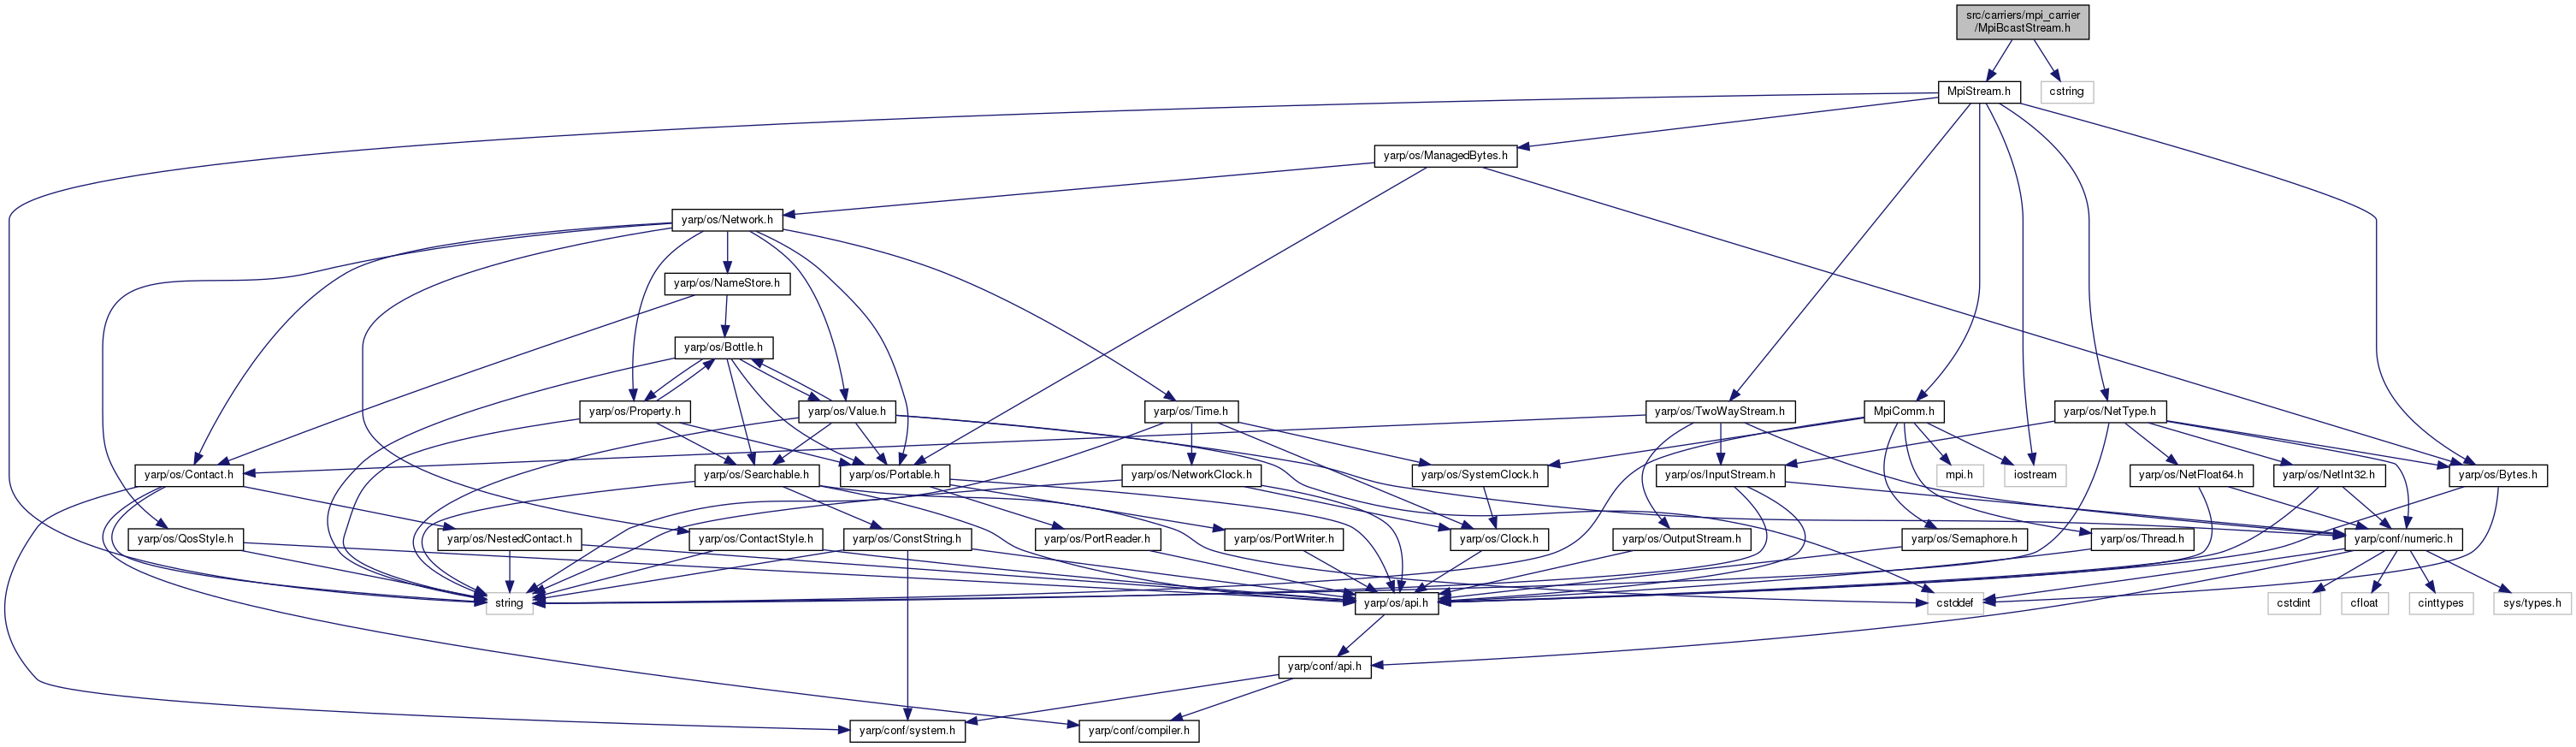 src/carriers/mpi_carrier
/MpiBcastStream.h
MpiStream.h
cstring
yarp/os/ManagedBytes.h
yarp/os/Network.h
yarp/os/NameStore.h
yarp/os/Bottle.h
yarp/os/Property.h
yarp/os/Value.h
yarp/os/Time.h
yarp/os/TwoWayStream.h
MpiComm.h
yarp/os/NetType.h
yarp/os/Contact.h
yarp/os/Searchable.h
yarp/os/Portable.h
yarp/os/NetworkClock.h
yarp/os/SystemClock.h
yarp/os/InputStream.h
mpi.h
iostream
yarp/os/NetFloat64.h
yarp/os/NetInt32.h
yarp/os/Bytes.h
yarp/os/QosStyle.h
yarp/os/NestedContact.h
yarp/os/ContactStyle.h
yarp/os/ConstString.h
yarp/os/PortReader.h
yarp/os/PortWriter.h
yarp/os/Clock.h
yarp/os/OutputStream.h
yarp/os/Semaphore.h
yarp/os/Thread.h
yarp/conf/numeric.h
string
yarp/os/api.h
cstddef
cstdint
cfloat
cinttypes
sys/types.h
yarp/conf/api.h
yarp/conf/system.h
yarp/conf/compiler.h